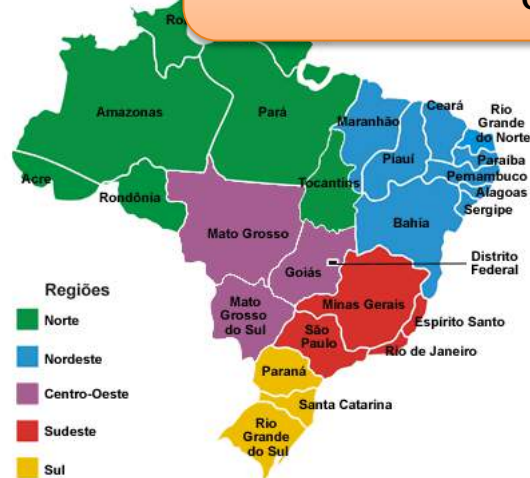 Amazonas
Pará
Maranhão
Ceará
Rio
Grande
do Norte
Piauí
Paraíba
Pernambuco
Alagoas
Sergipe
Acre
Rondônia
Tocantins
Bahia
Mato Grosso
Goiás
Distrito
Federal
Mato
Grosso
do Sul
Minas Gerais
Espírito Santo
São
Paulo
Rio de Janeiro
Paraná
Santa Catarina
Rio
Grande
do Sul
Regiões
Norte
Nordeste
Centro-Oeste
Sudeste
Sul